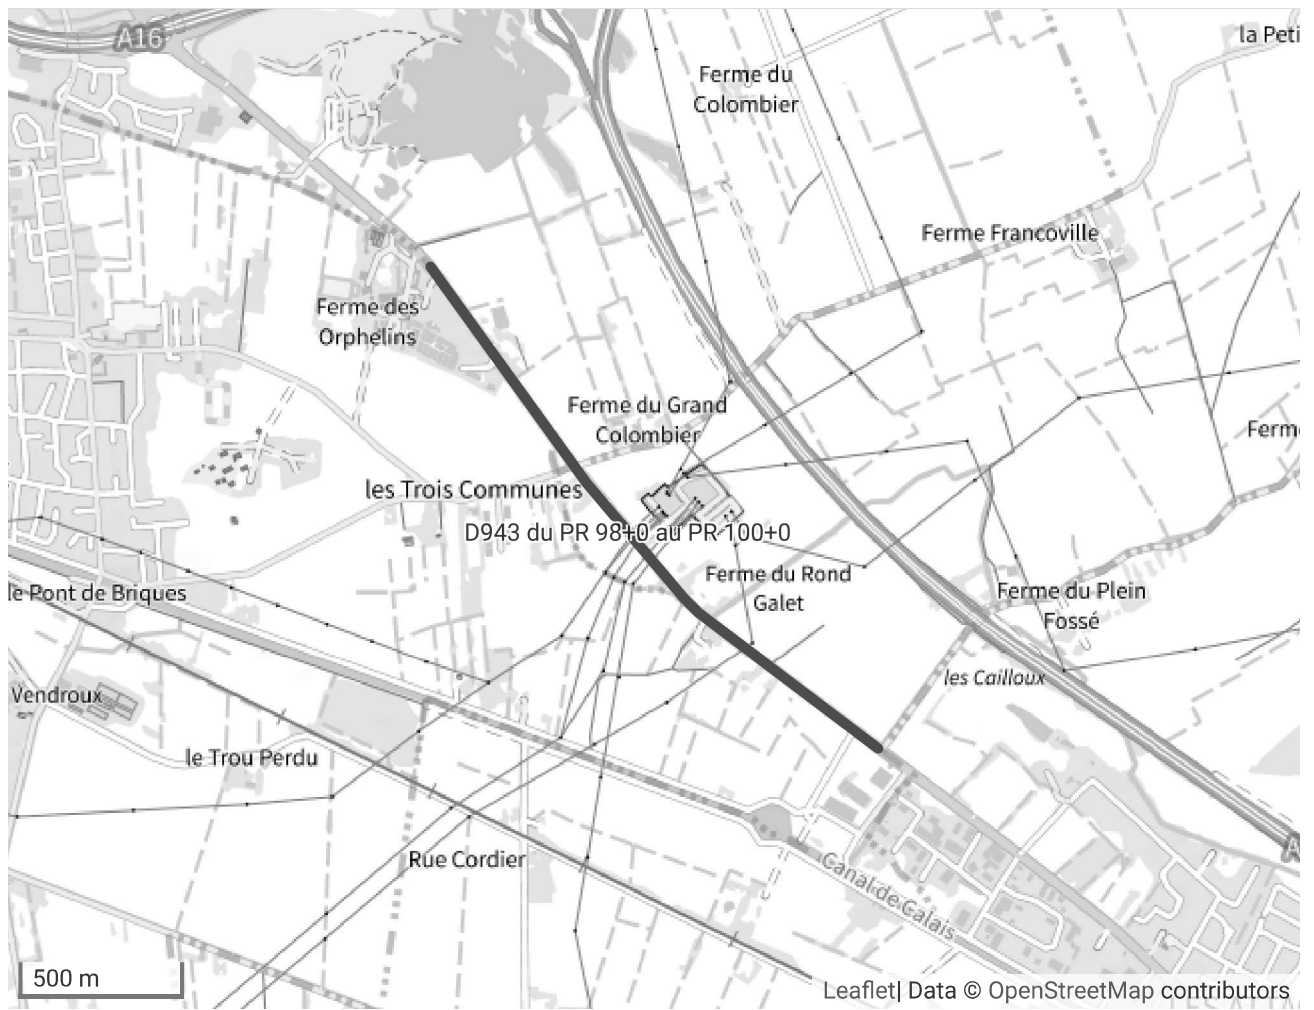 A16
la Peti
Ferme du
Colombier
Ferme Francoville
Ferme des
Orphelins
Ferme du Grand
Colombier
Ferme
les Trois Communes
D943 du PR 98+0 au PR 100+0
Ferme du Rond
Galet
le Pont de Briques
Ferme du Plein
Fossé
les Cailloux
Vendroux
le Trou Perdu
Rue Cordier
Canal de Calais
A
500 m
Leaflet| Data © OpenStreetMap contributors